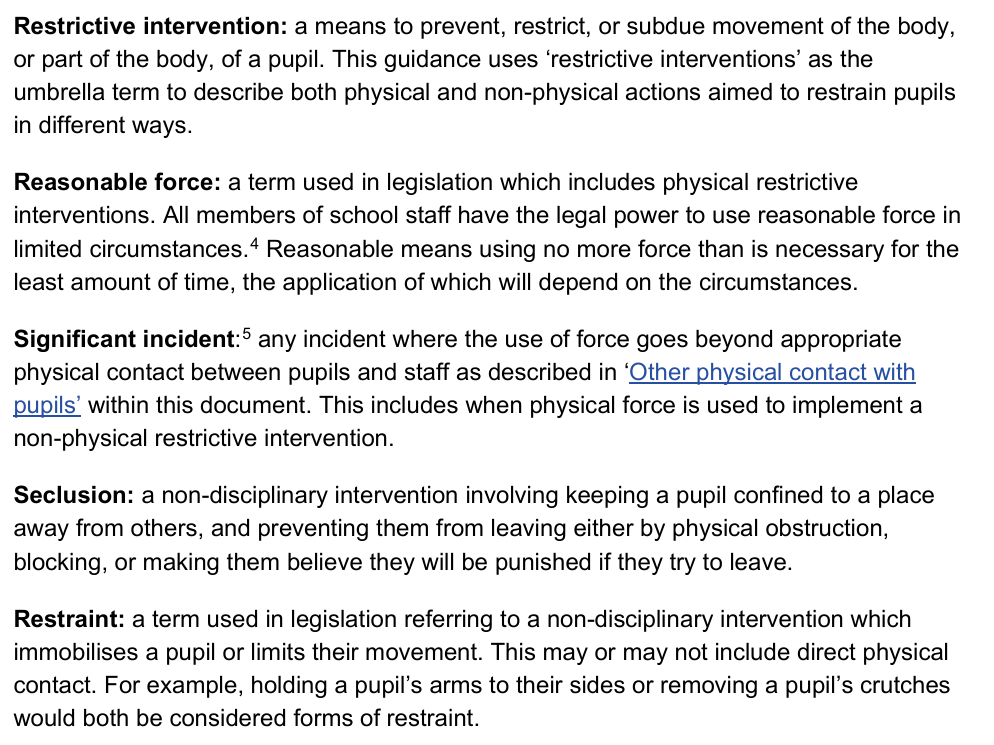 Restrictive intervention: a means to prevent, restrict, or subdue movement of the body,
or part of the body, of a pupil. This guidance uses ‘restrictive interventions’ as the
umbrella term to describe both physical and non-physical actions aimed to restrain pupils
in different ways.
Reasonable force: a term used in legislation which includes physical restrictive
interventions. All members of school staff have the legal power to use reasonable force in
limited circumstances.4 Reasonable means using no more force than is necessary for the
least amount of time, the application of which will depend on the circumstances.
Significant incident:5 any incident where the use of force goes beyond appropriate
physical contact between pupils and staff as described in ‘Other physical contact with
pupils’ within this document. This includes when physical force is used to implement a
non-physical restrictive intervention.
Seclusion: a non-disciplinary intervention involving keeping a pupil confined to a place
away from others, and preventing them from leaving either by physical obstruction,
blocking, or making them believe they will be punished if they try to leave.
Restraint: a term used in legislation referring to a non-disciplinary intervention which
immobilises a pupil or limits their movement. This may or may not include direct physical
contact. For example, holding a pupil’s arms to their sides or removing a pupil’s crutches
would both be considered forms of restraint.